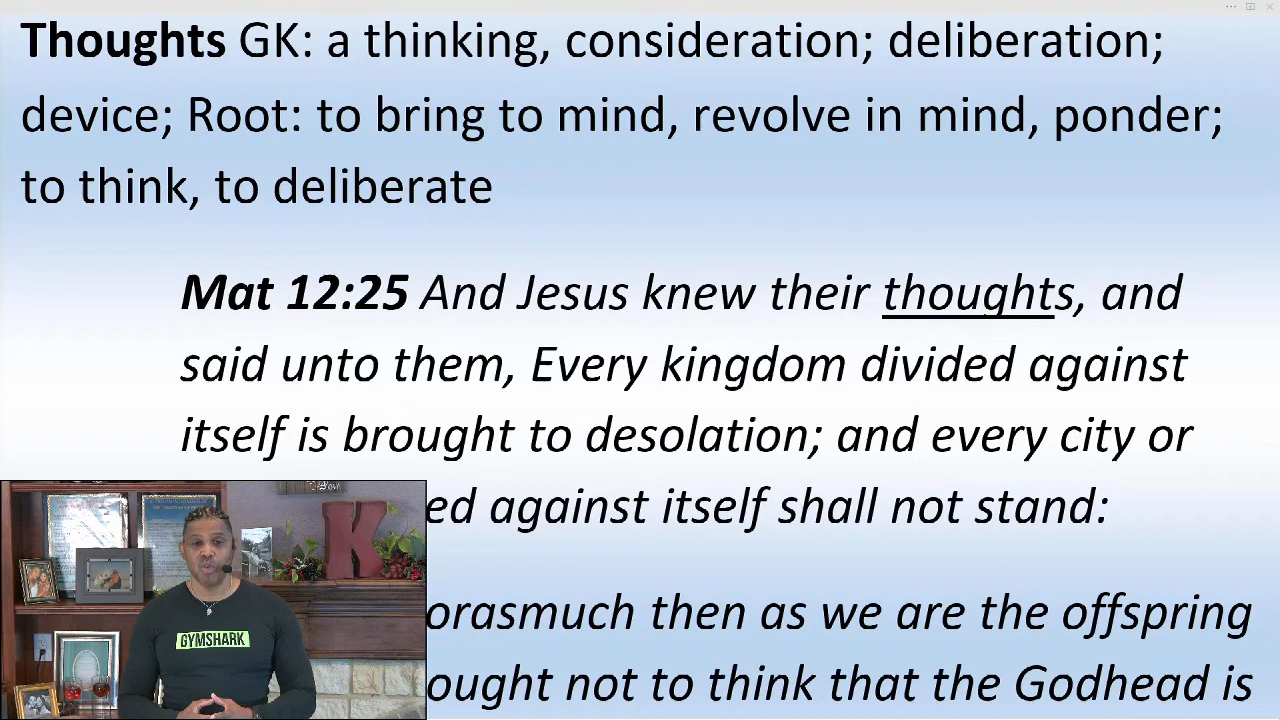 Thoughts GK: a thinking, consideration; deliberation;
device; Root: to bring to mind, revolve in mind, ponder;
to think, to deliberate
Mat 12:25 And Jesus knew their thoughts, and
said unto them, Every kingdom divided against
itself is brought to desolation; and every city or
ed against itself shall not stand:
orasmuch then as we are the offspring
ought not to think that the Godhead is
K
GYMSHARK